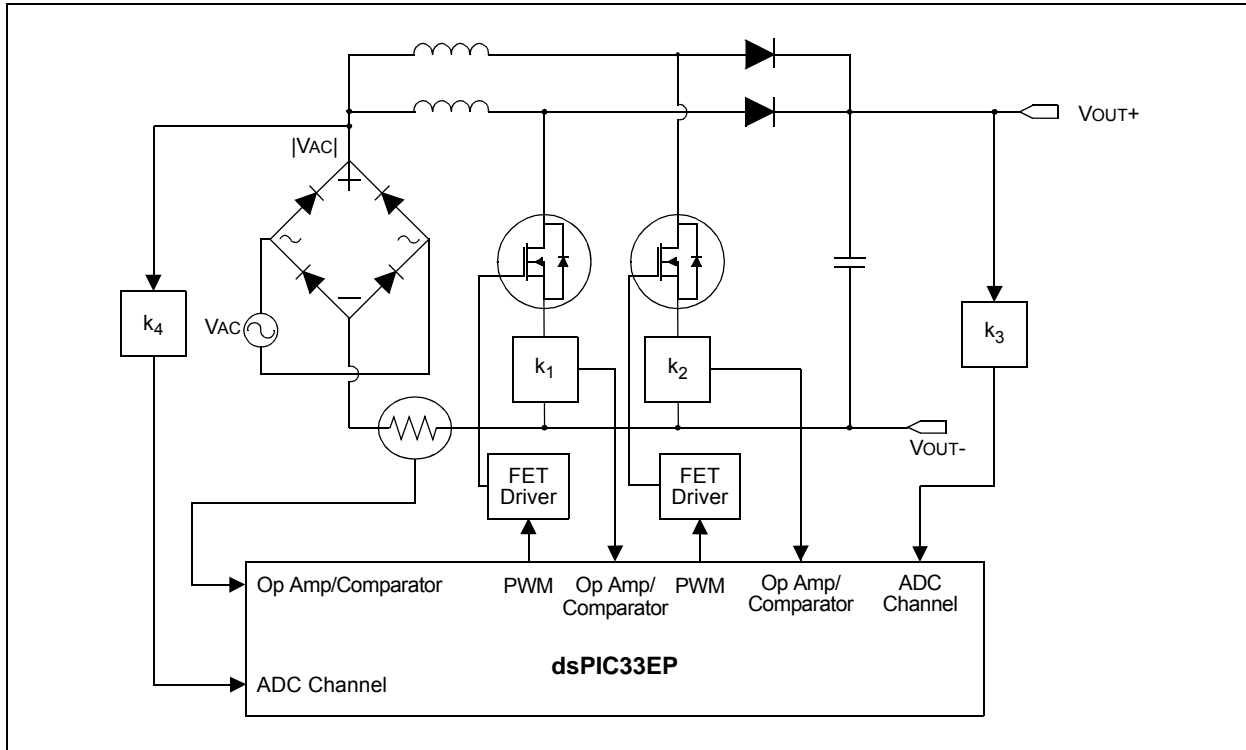 VOUT+
|VAC|
k4
VAC
k1
k2
k3
VOUT-
FET
Driver
FET
Driver
Op Amp/Comparator
PWM
Op Amp/
Comparator
PWM
Op Amp/
Comparator
ADC
Channel
dsPIC33EP
ADC Channel